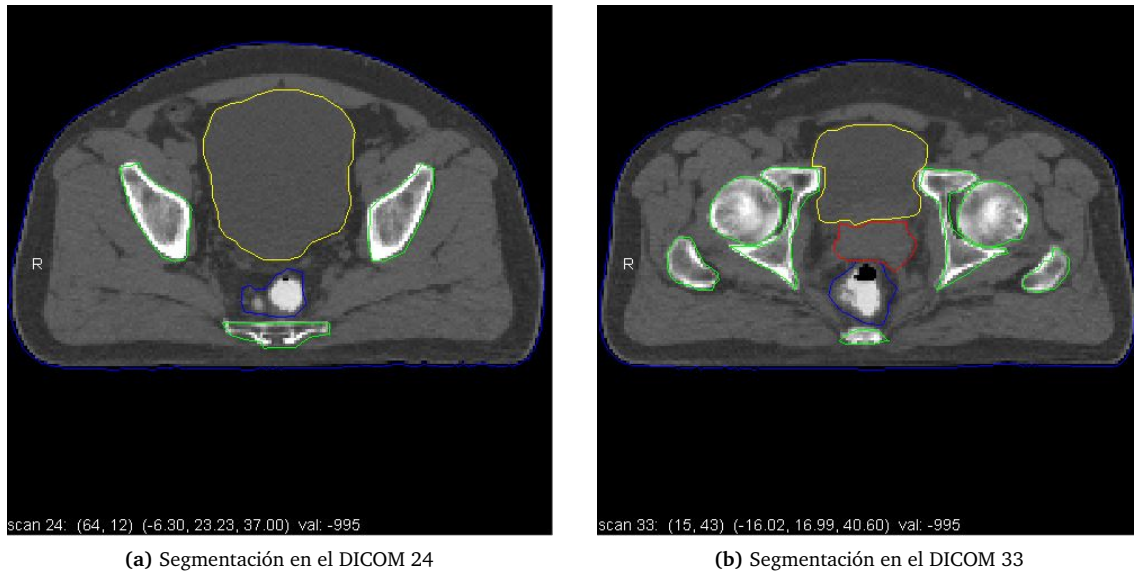 R
scan 24: (64, 12) (-6.30, 23.23, 37.00) val: -995
(a) Segmentación en el DICOM 24
R
scan 33: (15, 43) (-16.02, 16.99, 40.60) val: -995
(b) Segmentación en el DICOM 33